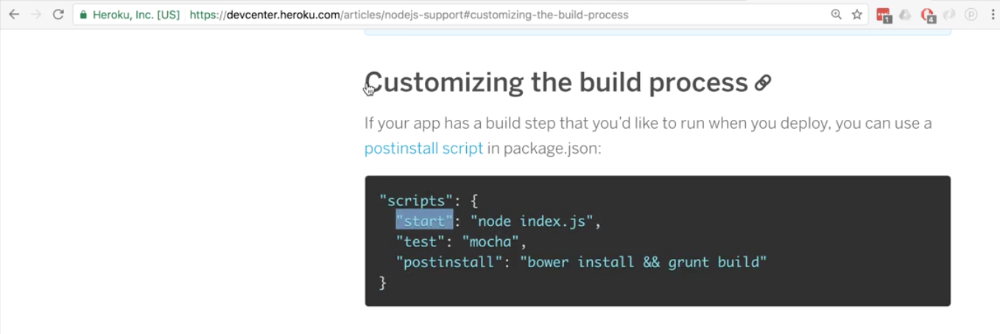 Heroku, Inc. [US] https://devcenter.heroku.com/articles/nodejs-support#customizing-the-build-process
1
4
Customizing the build process
If your app has a build step that you'd like to run when you deploy, you can use a
postinstall script in package.json:
"scripts": {
"start": "node index.js",
"test": "mocha",
"postinstall": "bower install && grunt build"
}